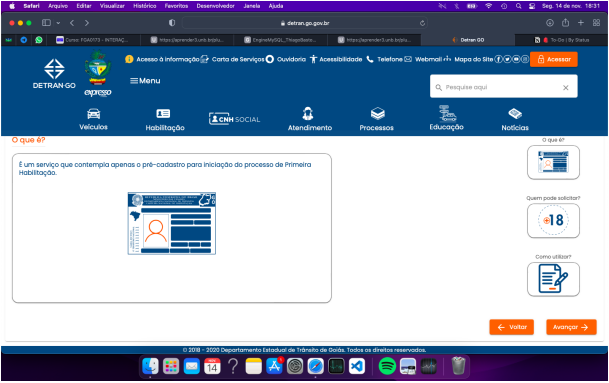 Safari Arquivo Editar Visualizar Histórico Favoritos Desenvolvedor Janela Ajuda
Seg. 14 de nov. 18:31
detran.go.gov.br
Curso: FGA0173 - INTERAÇ...
https://aprender3.unb.br/plu...
EngineMySQL_ThiagoBasto...
https://aprender3.unb.br/plu...
Detran GO
To-Do | By Status
DETRAN-GO
expresso
Acesso à Informação Carta de Serviços Ouvidoria Acessibilidade Telefone Webmail Mapa do Site
Acessar
Menu
Pesquise aqui
Veículos
Habilitação
CNH SOCIAL
Atendimento
Processos
Educação
Notícias
O que é?
É um serviço que contempla apenas o pré-cadastro para iniciação do processo de Primeira
Habilitação.
O que é?
Quem pode solicitar?
+18
Como utilizar?
Voltar
Avançar
© 2018 - 2020 Departamento Estadual de Trânsito de Goiás. Todos os direitos reservados.
NOV
14